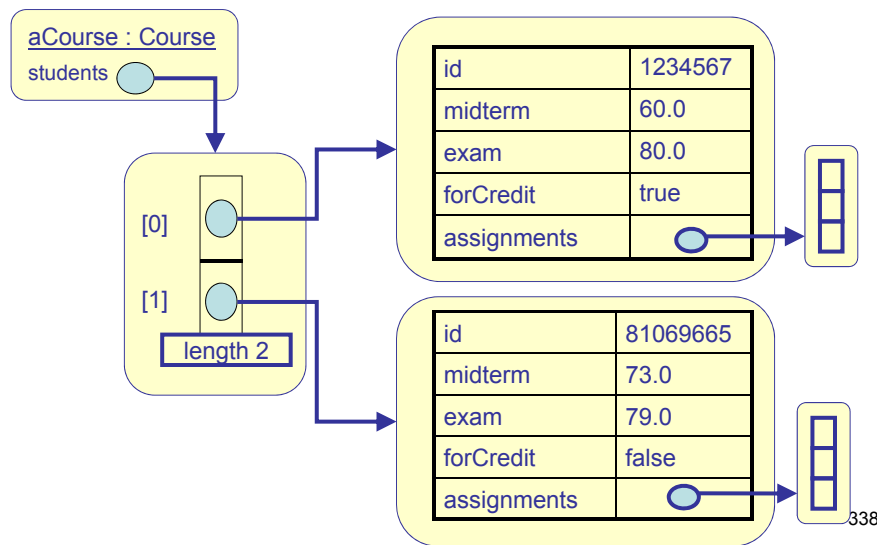 aCourse : Course
students
[0]
[1]
length 2
id 1234567
midterm 60.0
exam 80.0
forCredit true
assignments
id 81069665
midterm 73.0
exam 79.0
forCredit false
assignments
338